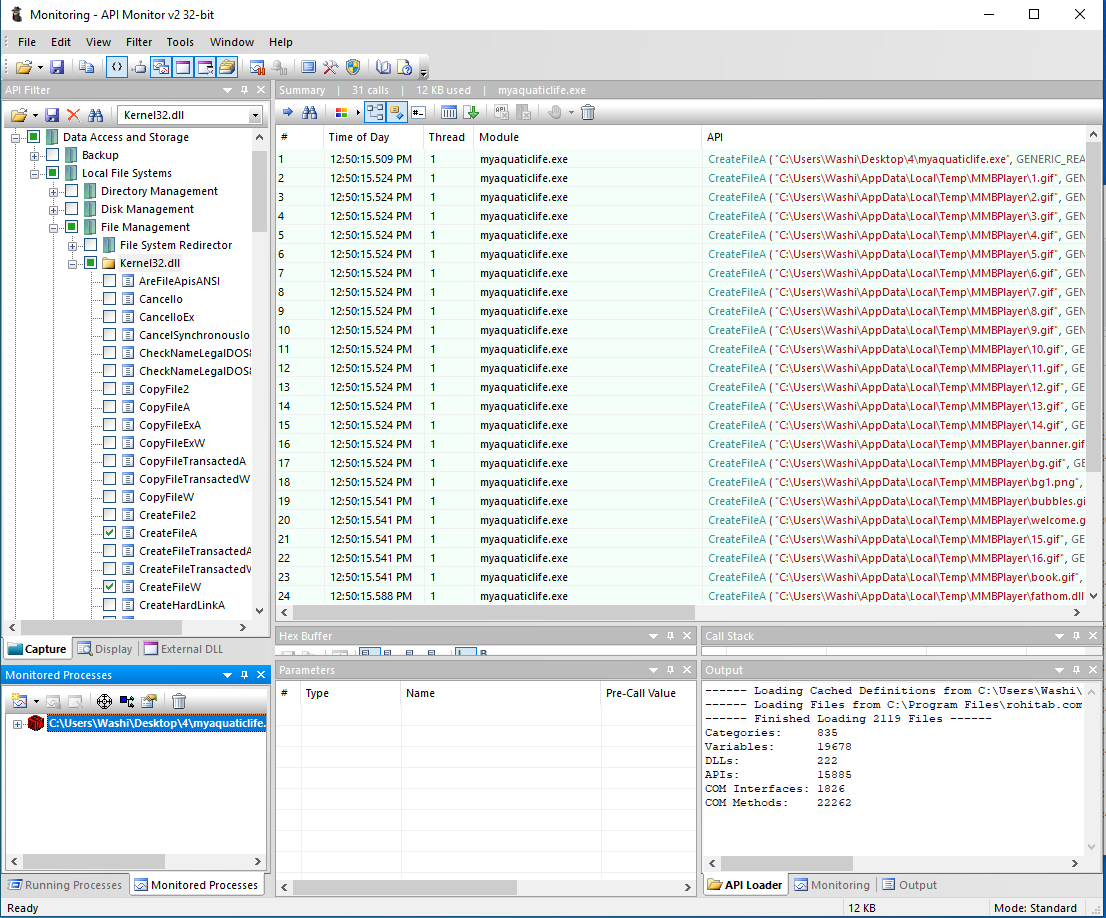 Monitoring - API Monitor v2 32-bit
File Edit View Filter Tools Window Help
API Filter
Kernel32.dll
Data Access and Storage
Backup
Local File Systems
Directory Management
Disk Management
File Management
File System Redirector
Kernel32.dll
AreFileApisANSI
CancelIo
CancelIoEx
CancelSynchronousIo
CheckNameLegalDOS8
CheckNameLegalDOS8
CopyFile2
CopyFileA
CopyFileExA
CopyFileExW
CopyFileTransactedA
CopyFileTransactedW
CopyFileW
CreateFile2
CreateFileA
CreateFileTransactedA
CreateFileTransactedW
CreateFileW
CreateHardLinkA
Capture Display External DLL
Summary | 31 calls | 12 KB used | myaquaticlife.exe
# Time of Day Thread Module API
1 12:50:15.509 PM 1 myaquaticlife.exe CreateFileA ( "C:\Users\Washi\Desktop\4\myaquaticlife.exe", GENERIC_REA
2 12:50:15.524 PM 1 myaquaticlife.exe CreateFileA ( "C:\Users\Washi\AppData\Local\Temp\MMBPlayer\1.gif", GEN
3 12:50:15.524 PM 1 myaquaticlife.exe CreateFileA ( "C:\Users\Washi\AppData\Local\Temp\MMBPlayer\2.gif", GEN
4 12:50:15.524 PM 1 myaquaticlife.exe CreateFileA ( "C:\Users\Washi\AppData\Local\Temp\MMBPlayer\3.gif", GEN
5 12:50:15.524 PM 1 myaquaticlife.exe CreateFileA ( "C:\Users\Washi\AppData\Local\Temp\MMBPlayer\4.gif", GEN
6 12:50:15.524 PM 1 myaquaticlife.exe CreateFileA ( "C:\Users\Washi\AppData\Local\Temp\MMBPlayer\5.gif", GEN
7 12:50:15.524 PM 1 myaquaticlife.exe CreateFileA ( "C:\Users\Washi\AppData\Local\Temp\MMBPlayer\6.gif", GEN
8 12:50:15.524 PM 1 myaquaticlife.exe CreateFileA ( "C:\Users\Washi\AppData\Local\Temp\MMBPlayer\7.gif", GEN
9 12:50:15.524 PM 1 myaquaticlife.exe CreateFileA ( "C:\Users\Washi\AppData\Local\Temp\MMBPlayer\8.gif", GEN
10 12:50:15.524 PM 1 myaquaticlife.exe CreateFileA ( "C:\Users\Washi\AppData\Local\Temp\MMBPlayer\9.gif", GEN
11 12:50:15.524 PM 1 myaquaticlife.exe CreateFileA ( "C:\Users\Washi\AppData\Local\Temp\MMBPlayer\10.gif", GE
12 12:50:15.524 PM 1 myaquaticlife.exe CreateFileA ( "C:\Users\Washi\AppData\Local\Temp\MMBPlayer\11.gif", GE
13 12:50:15.524 PM 1 myaquaticlife.exe CreateFileA ( "C:\Users\Washi\AppData\Local\Temp\MMBPlayer\12.gif", GE
14 12:50:15.524 PM 1 myaquaticlife.exe CreateFileA ( "C:\Users\Washi\AppData\Local\Temp\MMBPlayer\13.gif", GE
15 12:50:15.524 PM 1 myaquaticlife.exe CreateFileA ( "C:\Users\Washi\AppData\Local\Temp\MMBPlayer\14.gif", GE
16 12:50:15.524 PM 1 myaquaticlife.exe CreateFileA ( "C:\Users\Washi\AppData\Local\Temp\MMBPlayer\banner.gif
17 12:50:15.524 PM 1 myaquaticlife.exe CreateFileA ( "C:\Users\Washi\AppData\Local\Temp\MMBPlayer\bg.gif", GE
18 12:50:15.524 PM 1 myaquaticlife.exe CreateFileA ( "C:\Users\Washi\AppData\Local\Temp\MMBPlayer\bg1.png",
19 12:50:15.541 PM 1 myaquaticlife.exe CreateFileA ( "C:\Users\Washi\AppData\Local\Temp\MMBPlayer\bubbles.gi
20 12:50:15.541 PM 1 myaquaticlife.exe CreateFileA ( "C:\Users\Washi\AppData\Local\Temp\MMBPlayer\welcome.g
21 12:50:15.541 PM 1 myaquaticlife.exe CreateFileA ( "C:\Users\Washi\AppData\Local\Temp\MMBPlayer\15.gif", GE
22 12:50:15.541 PM 1 myaquaticlife.exe CreateFileA ( "C:\Users\Washi\AppData\Local\Temp\MMBPlayer\16.gif", GE
23 12:50:15.541 PM 1 myaquaticlife.exe CreateFileA ( "C:\Users\Washi\AppData\Local\Temp\MMBPlayer\book.gif",
24 12:50:15.588 PM 1 myaquaticlife.exe CreateFileA ( "C:\Users\Washi\AppData\Local\Temp\MMBPlayer\fathom.dll
Hex Buffer
Call Stack
Monitored Processes
C:\Users\Washi\Desktop\4\myaquaticlife.
Running Processes Monitored Processes
Parameters
# Type Name Pre-Call Value
Output
------ Loading Cached Definitions from C:\Users\Washi\
------ Loading Files from C:\Program Files\rohitab.com
------ Finished Loading 2119 Files ------
Categories: 835
Variables: 19678
DLLs: 222
APIs: 15885
COM Interfaces: 1826
COM Methods: 22262
API Loader Monitoring Output
Ready 12 KB Mode: Standard